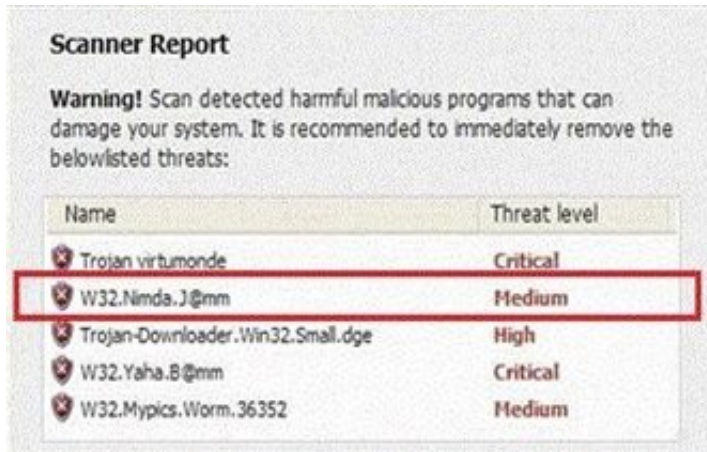 Scanner Report
Warning! Scan detected harmful malicious programs that can
damage your system. It is recommended to immediately remove the
belowlisted threats:
Name Threat level
Trojan virtumonde Critical
W32.Nimda.J@mm Medium
Trojan-Downloader.Win32.Small.dge High
W32.Yaha.B@mm Critical
W32.Mypics.Worm.36352 Medium